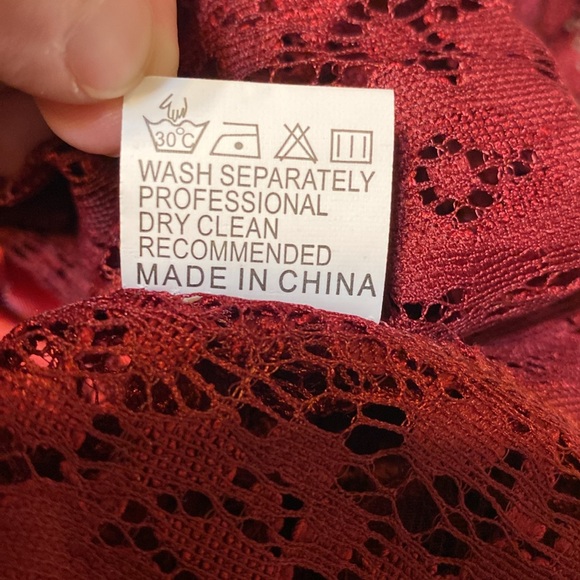 30°C
WASH SEPARATELY
PROFESSIONAL
DRY CLEAN
RECOMMENDED
MADE IN CHINA